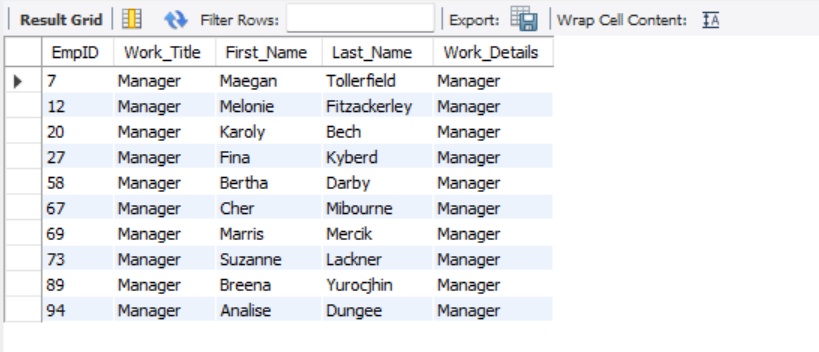 Result Grid Filter Rows: Export: Wrap Cell Content: IA
EmpID Work_Title First_Name Last_Name Work_Details
7 Manager Maegan Tollerfield Manager
12 Manager Melonie Fitzackerley Manager
20 Manager Karoly Bech Manager
27 Manager Fina Kyberd Manager
58 Manager Bertha Darby Manager
67 Manager Cher Mibourne Manager
69 Manager Marris Mercik Manager
73 Manager Suzanne Lackner Manager
89 Manager Breena Yurocjhin Manager
94 Manager Analise Dungee Manager